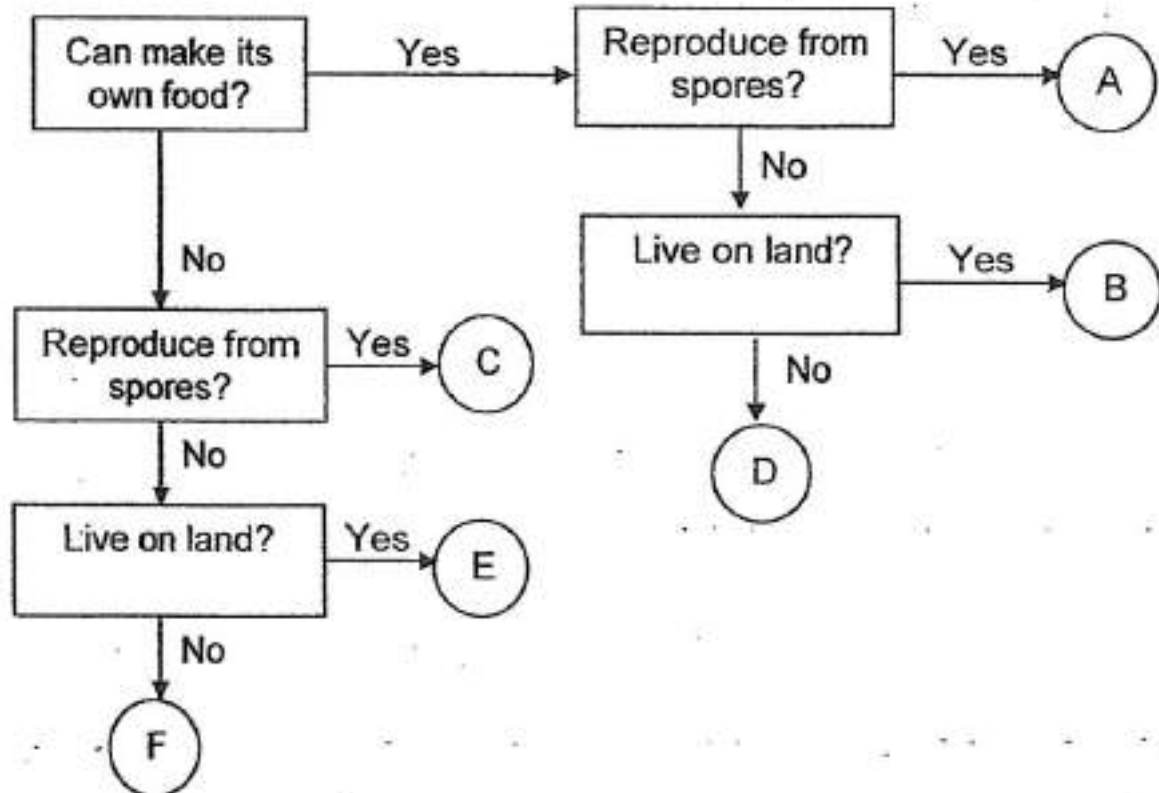 Can make its
own food?
Yes
Reproduce from
spores?
Yes
A
No
Live on land?
Yes
B
No
D
No
Reproduce from
spores?
Yes
C
No
Live on land?
Yes
E
No
F